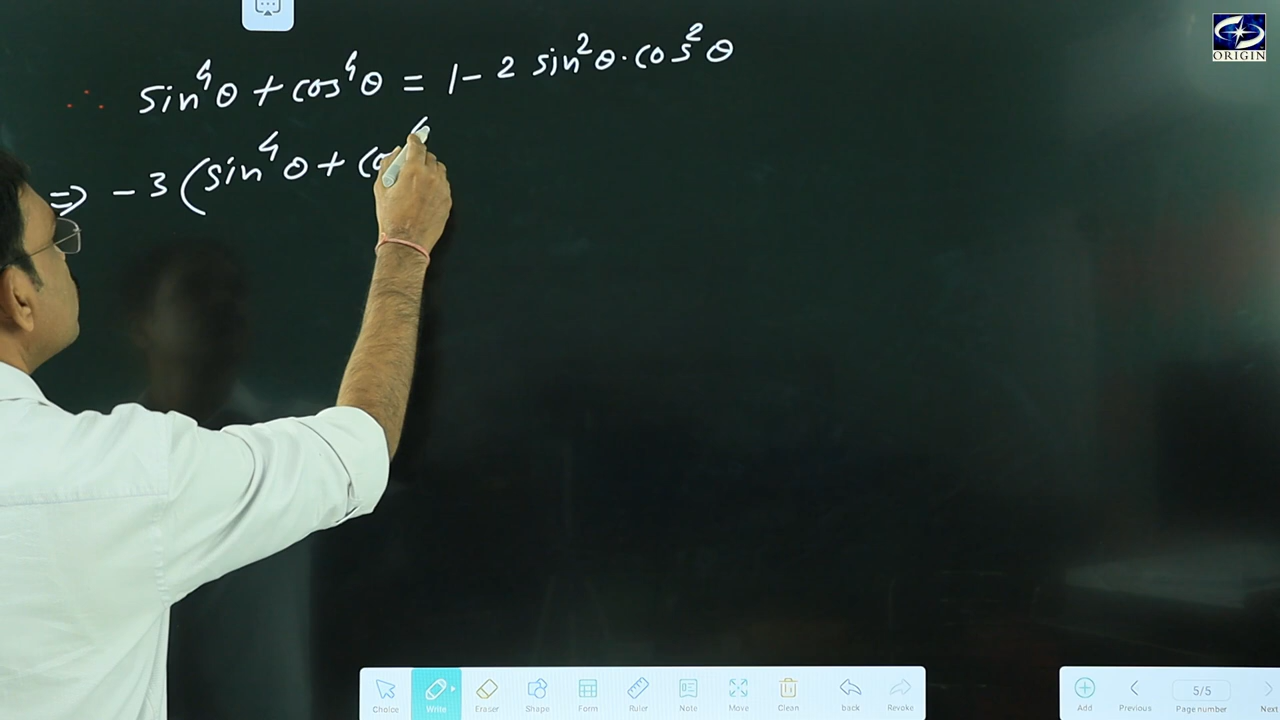 ORIGIN
∴ sin⁴θ + cos⁴θ = 1 - 2 sin²θ·cos²θ
⇒ -3 (sin⁴θ + co
Choice
Write
Eraser
Shape
Form
Ruler
Note
Move
Clean
back
Revoke
Add
Previous
5/5
Page number
Next